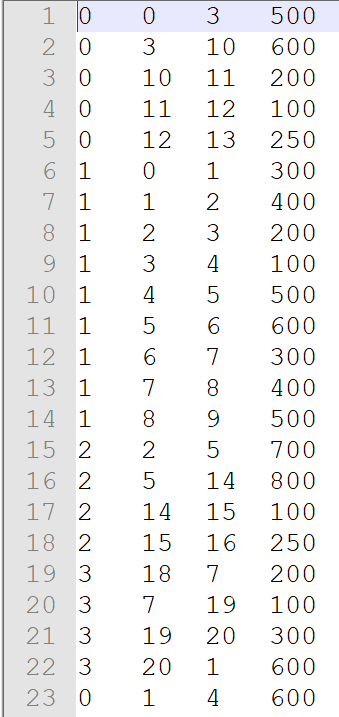 1 0 0 3 500
2 0 3 10 600
3 0 10 11 200
4 0 11 12 100
5 0 12 13 250
6 1 0 1 300
7 1 1 2 400
8 1 2 3 200
9 1 3 4 100
10 1 4 5 500
11 1 5 6 600
12 1 6 7 300
13 1 7 8 400
14 1 8 9 500
15 2 2 5 700
16 2 5 14 800
17 2 14 15 100
18 2 15 16 250
19 3 18 7 200
20 3 7 19 100
21 3 19 20 300
22 3 20 1 600
23 0 1 4 600